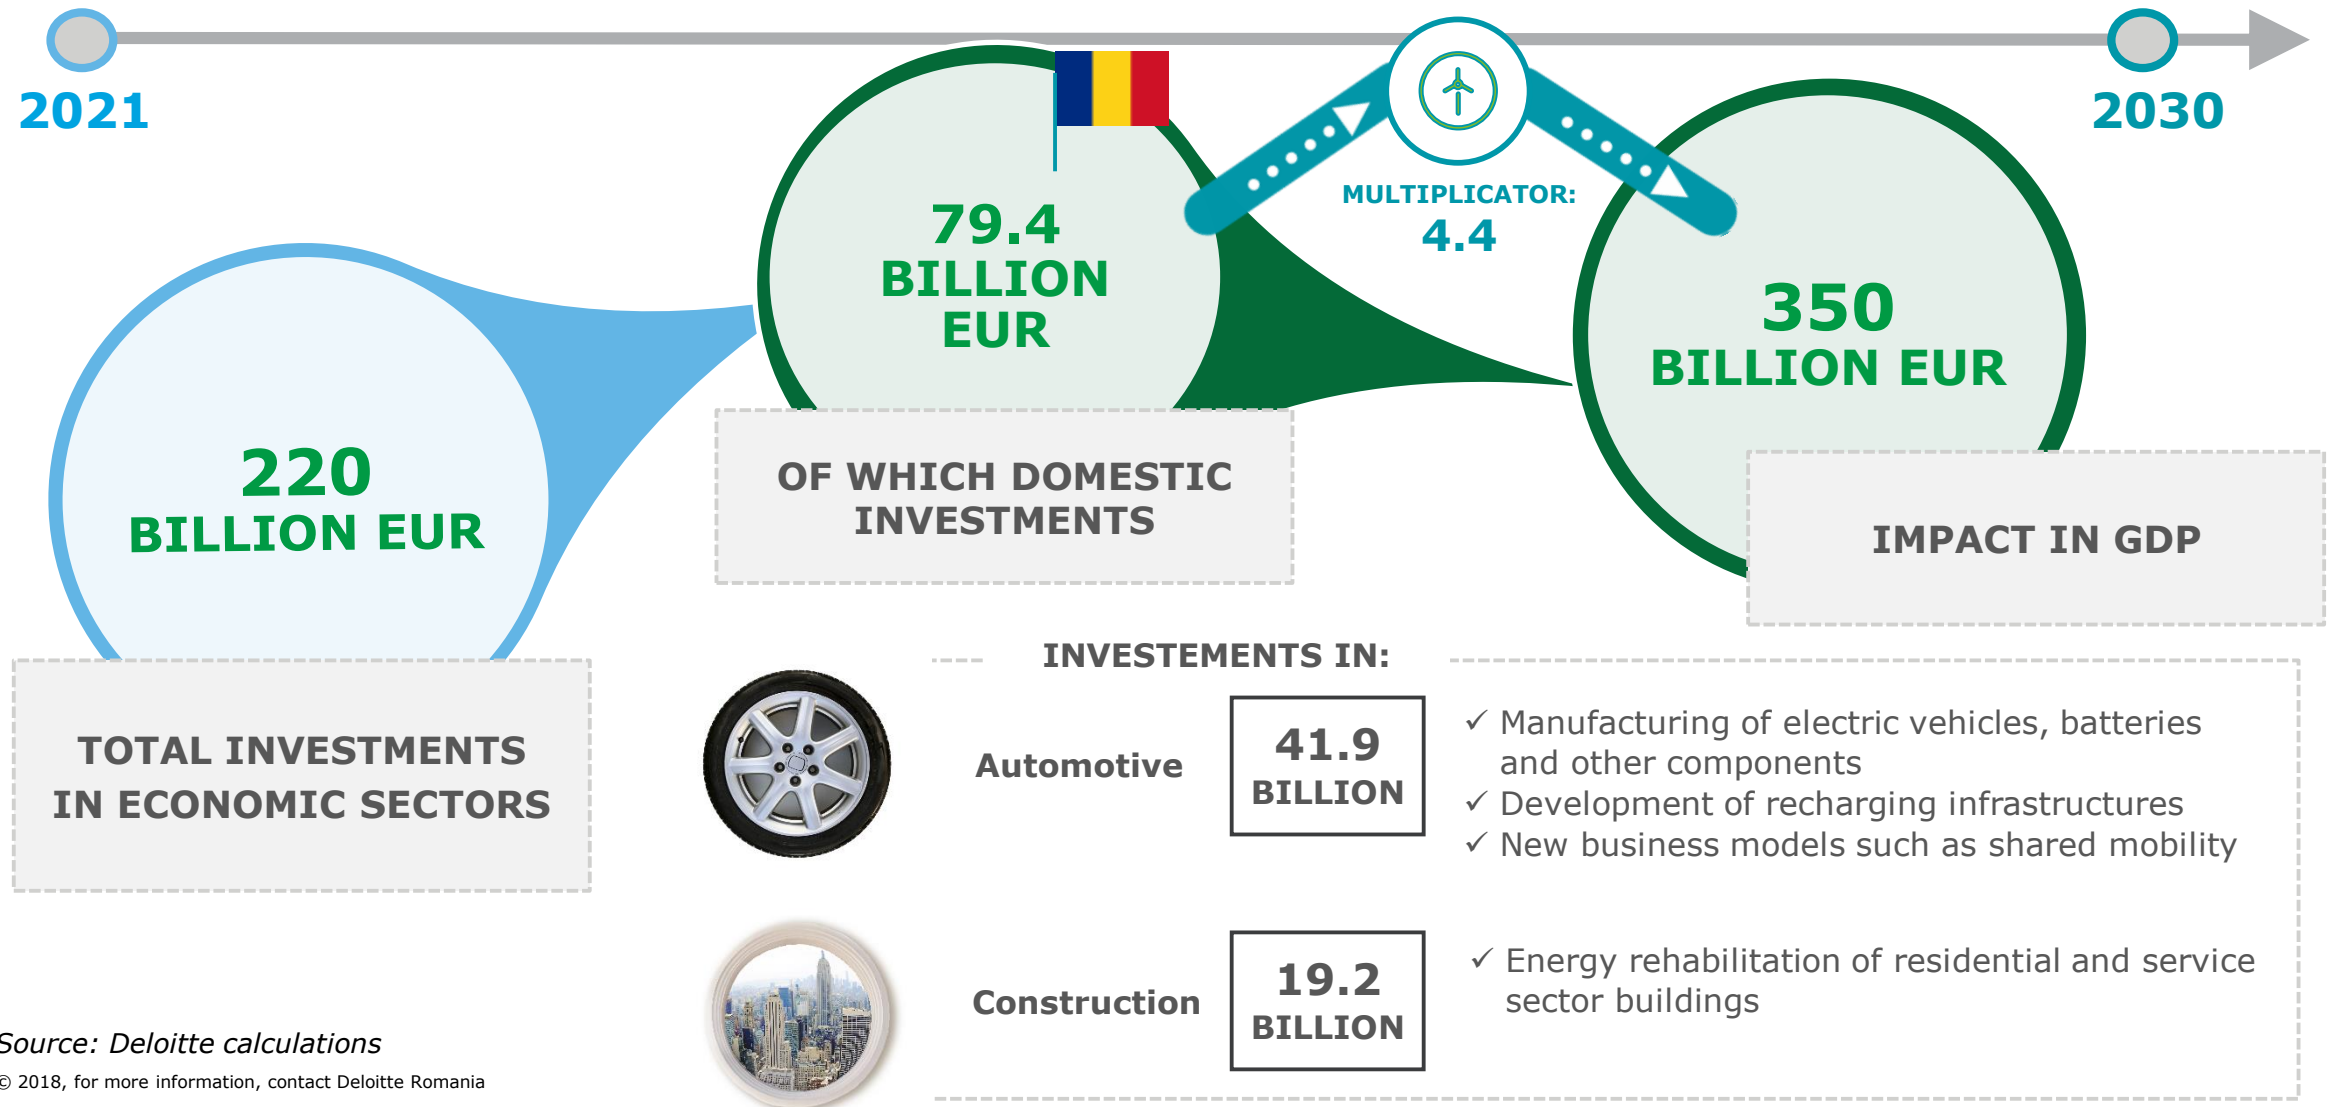 2021
2030
79.4
BILLION
EUR
MULTIPLICATOR:
4.4
350
BILLION EUR
220
BILLION EUR
OF WHICH DOMESTIC
INVESTMENTS
IMPACT IN GDP
TOTAL INVESTMENTS
IN ECONOMIC SECTORS
INVESTEMENTS IN:
Automotive
41.9
BILLION
✓ Manufacturing of electric vehicles, batteries
and other components
✓ Development of recharging infrastructures
✓ New business models such as shared mobility
Construction
19.2
BILLION
✓ Energy rehabilitation of residential and service
sector buildings
Source: Deloitte calculations
© 2018, for more information, contact Deloitte Romania